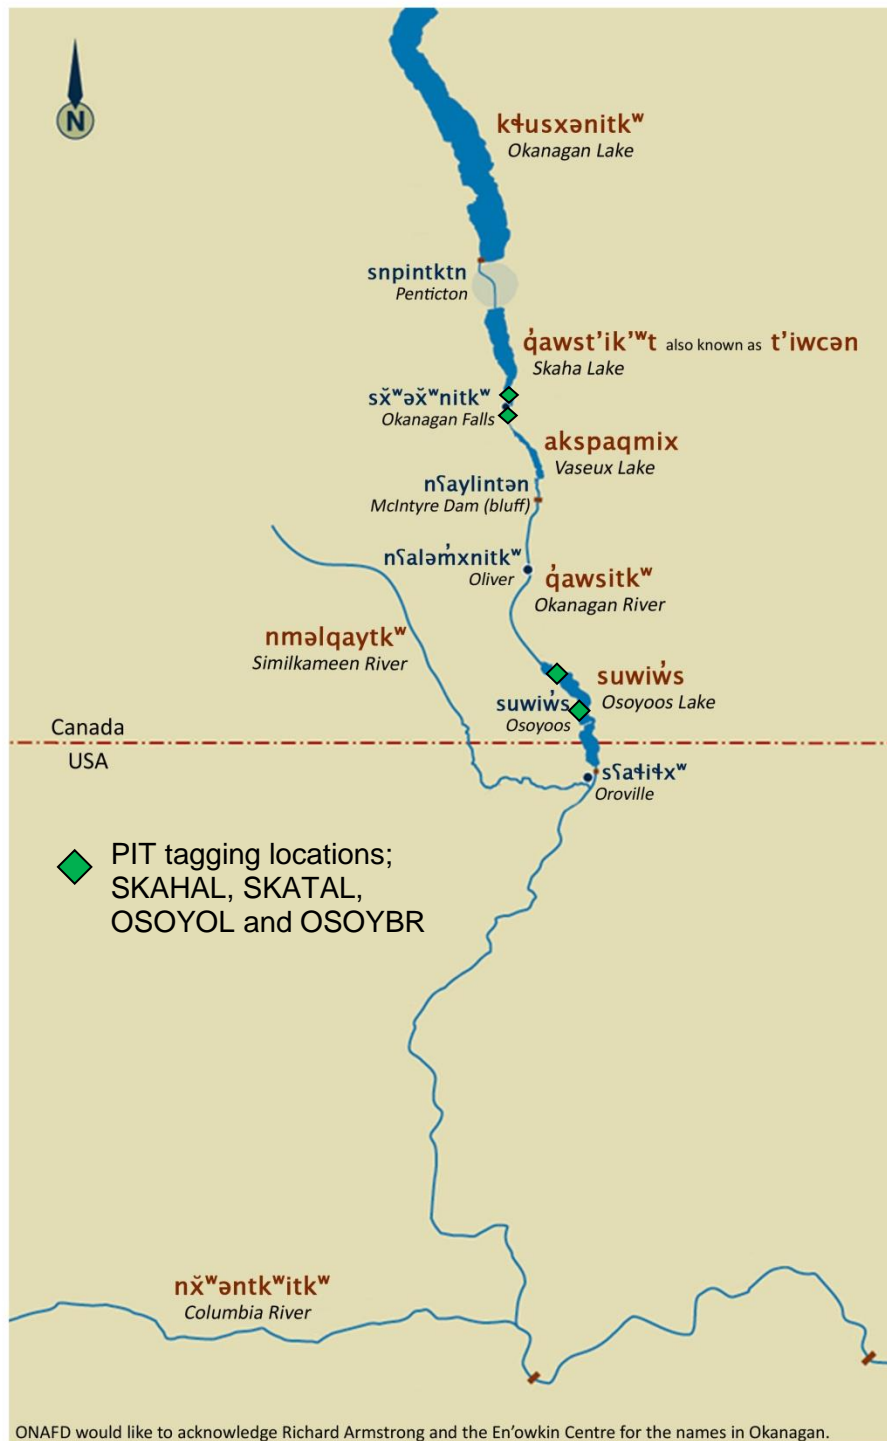 kɬusxənitkʷ
Okanagan Lake
snpintktn
Penticton
q̓awst’ik’ʷt also known as t’iwcən
Skaha Lake
sx̌ʷəx̌ʷnitkʷ
Okanagan Falls
akspaqmix
Vaseux Lake
nʕaylintən
McIntyre Dam (bluff)
nʕaləm̓xnitkʷ
Oliver
q̓awsitkʷ
Okanagan River
nməlqaytkʷ
Similkameen River
suwiw̓s
Osoyoos Lake
suwiw̓s
Osoyoos
Canada
USA
sʕaɬiɬxʷ
Oroville
PIT tagging locations;
SKAHAL, SKATAL,
OSOYOL and OSOYBR
nx̌ʷəntkʷitkʷ
Columbia River
N
ONAFD would like to acknowledge Richard Armstrong and the En’owkin Centre for the names in Okanagan.